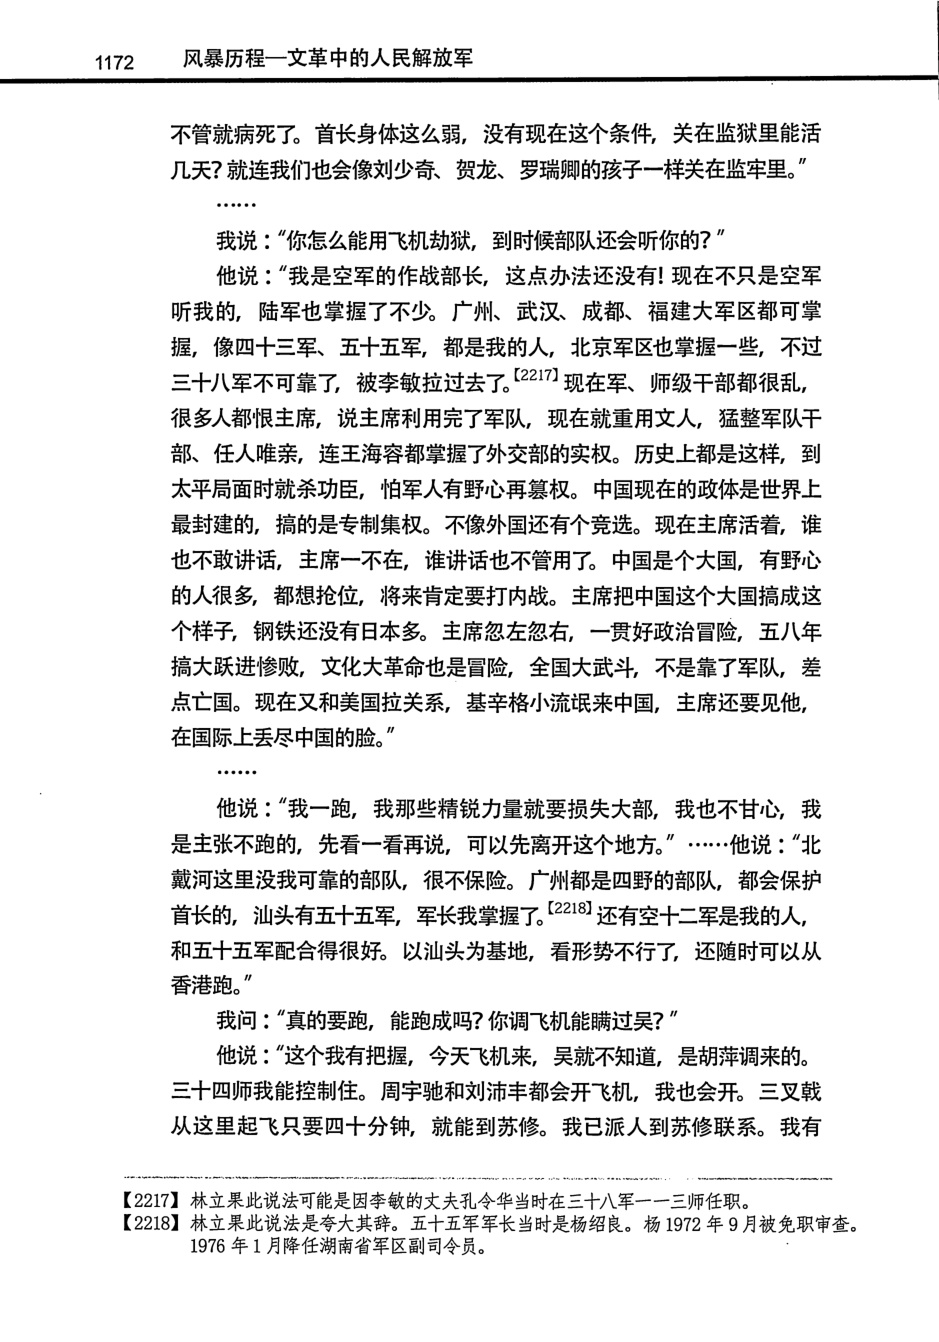 1172 风暴历程—文革中的人民解放军
不管就病死了。首长身体这么弱，没有现在这个条件，关在监狱里能活
几天？就连我们也会像刘少奇、贺龙、罗瑞卿的孩子一样关在监牢里。”
……
我说：“你怎么能用飞机劫狱，到时候部队还会听你的？”
他说：“我是空军的作战部长，这点办法还没有！现在不只是空军
听我的，陆军也掌握了不少。广州、武汉、成都、福建大军区都可掌
握，像四十三军、五十五军，都是我的人，北京军区也掌握一些，不过
三十八军不可靠了，被李敏拉过去了。【2217】现在军、师级干部都很乱，
很多人都恨主席，说主席利用完了军队，现在就重用文人，猛整军队干
部、任人唯亲，连王海容都掌握了外交部的实权。历史上都是这样，到
太平局面时就杀功臣，怕军人有野心再篡权。中国现在的政体是世界上
最封建的，搞的是专制集权。不像外国还有个竞选。现在主席活着，谁
也不敢讲话，主席一不在，谁讲话也不管用了。中国是个大国，有野心
的人很多，都想抢位，将来肯定要打内战。主席把中国这个大国搞成这
个样子，钢铁还没有日本多。主席忽左忽右，一贯好政治冒险，五八年
搞大跃进惨败，文化大革命也是冒险，全国大武斗，不是靠了军队，差
点亡国。现在又和美国拉关系，基辛格小流氓来中国，主席还要见他，
在国际上丢尽中国的脸。”
……
他说：“我一跑，我那些精锐力量就要损失大部，我也不甘心，我
是主张不跑的，先看一看再说，可以先离开这个地方。”……他说：“北
戴河这里没我可靠的部队，很不保险。广州都是四野的部队，都会保护
首长的，汕头有五十五军，军长我掌握了。【2218】还有空十二军是我的人，
和五十五军配合得很好。以汕头为基地，看形势不行了，还随时可以从
香港跑。”
我问：“真的要跑，能跑成吗？你调飞机能瞒过吴？”
他说：“这个我有把握，今天飞机来，吴就不知道，是胡萍调来的。
三十四师我能控制住。周宇驰和刘沛丰都会开飞机，我也会开。三叉戟
从这里起飞只要四十分钟，就能到苏修。我已派人到苏修联系。我有
【2217】林立果此说法可能是因李敏的丈夫孔令华当时在三十八军一一三师任职。
【2218】林立果此说法是夸大其辞。五十五军军长当时是杨绍良。杨 1972 年 9 月被免职审查。
1976 年 1 月降任湖南省军区副司令员。